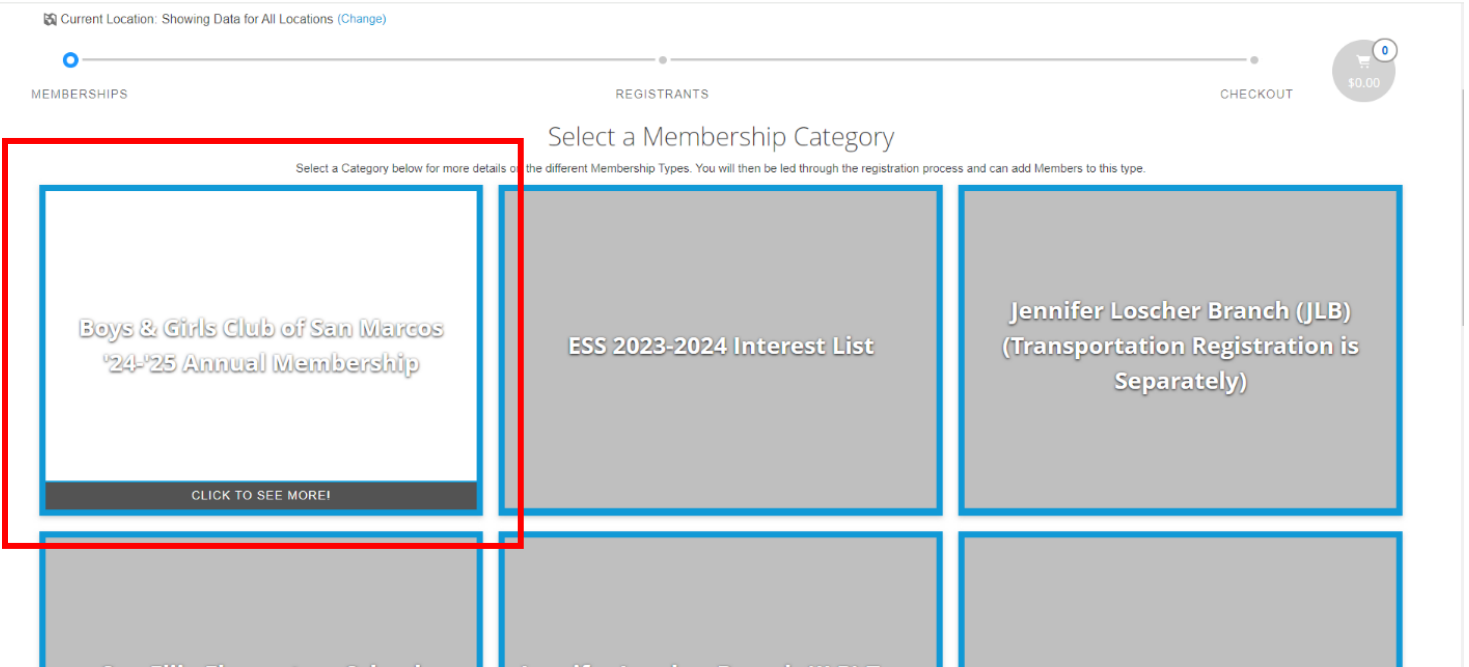 Current Location: Showing Data for All Locations (Change)
0
$0.00
MEMBERSHIPS
REGISTRANTS
CHECKOUT
Select a Membership Category
Select a Category below for more details on the different Membership Types. You will then be led through the registration process and can add Members to this type.
Boys & Girls Club of San Marcos
'24-'25 Annual Membership
CLICK TO SEE MORE!
ESS 2023-2024 Interest List
Jennifer Loscher Branch (JLB)
(Transportation Registration is
Separately)